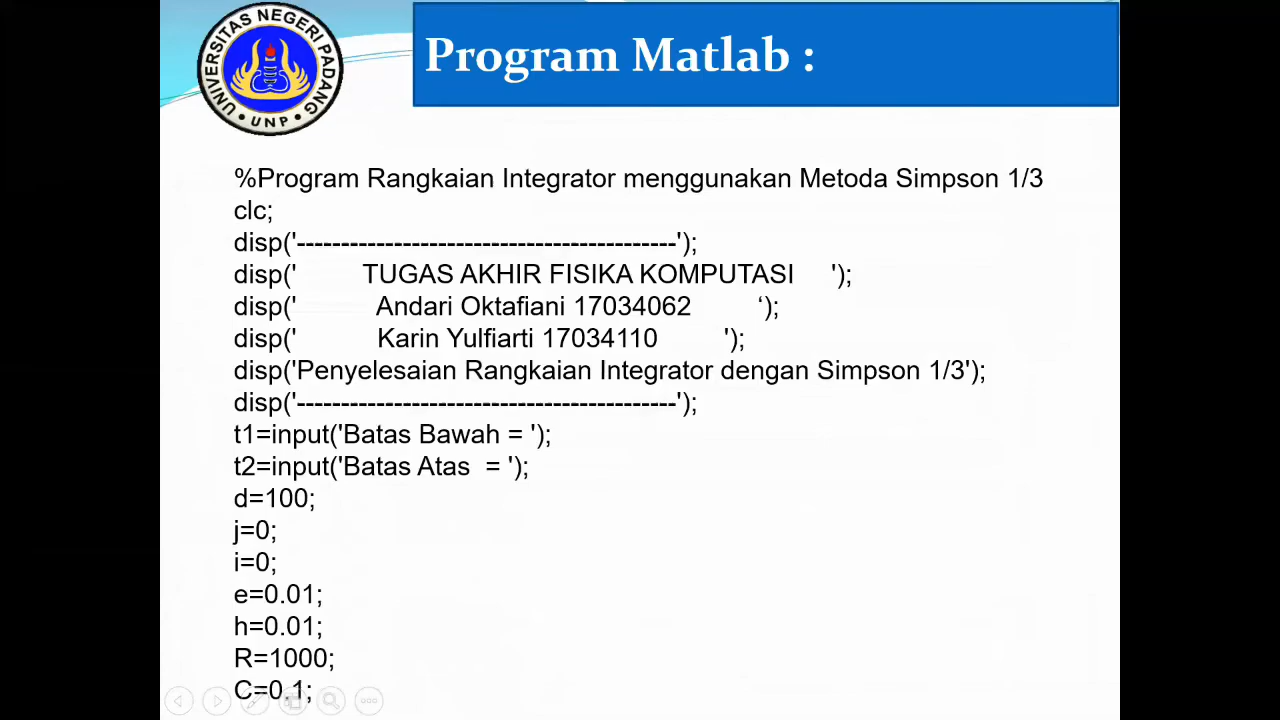 UNIVERSITAS NEGERI PADANG
• UNP •
Program Matlab :
%Program Rangkaian Integrator menggunakan Metoda Simpson 1/3
clc;
disp('-------------------------------------------');
disp('         TUGAS AKHIR FISIKA KOMPUTASI     ');
disp('           Andari Oktafiani 17034062         ‘);
disp('           Karin Yulfiarti 17034110         ');
disp('Penyelesaian Rangkaian Integrator dengan Simpson 1/3');
disp('-------------------------------------------');
t1=input('Batas Bawah = ');
t2=input('Batas Atas  = ');
d=100;
j=0;
i=0;
e=0.01;
h=0.01;
R=1000;
C=0.1;